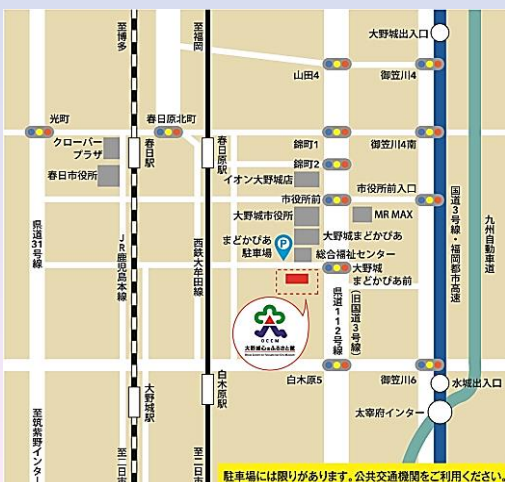 至博多
至福岡
大野城出入口
山田4
御笠川4
光町
春日原北町
錦町1
御笠川4南
クローバー
プラザ
春日駅
春日原駅
錦町2
春日市役所
イオン大野城店
市役所前入口
市役所前
大野城市役所
MR MAX
まどかぴあ
駐車場
P
大野城まどかぴあ
総合福祉センター
大野城
まどかぴあ前
県道31号線
JR鹿児島本線
西鉄大牟田線
県道112号線
(旧国道3号線)
国道3号線・福岡都市高速
九州自動車道
OCCM
大野城心のふるさと館
白木原5
御笠川6
白木原駅
大野城駅
水城出入口
太宰府インター
至筑紫野インター
至二日市
至二日市
駐車場には限りがあります。公共交通機関をご利用ください。